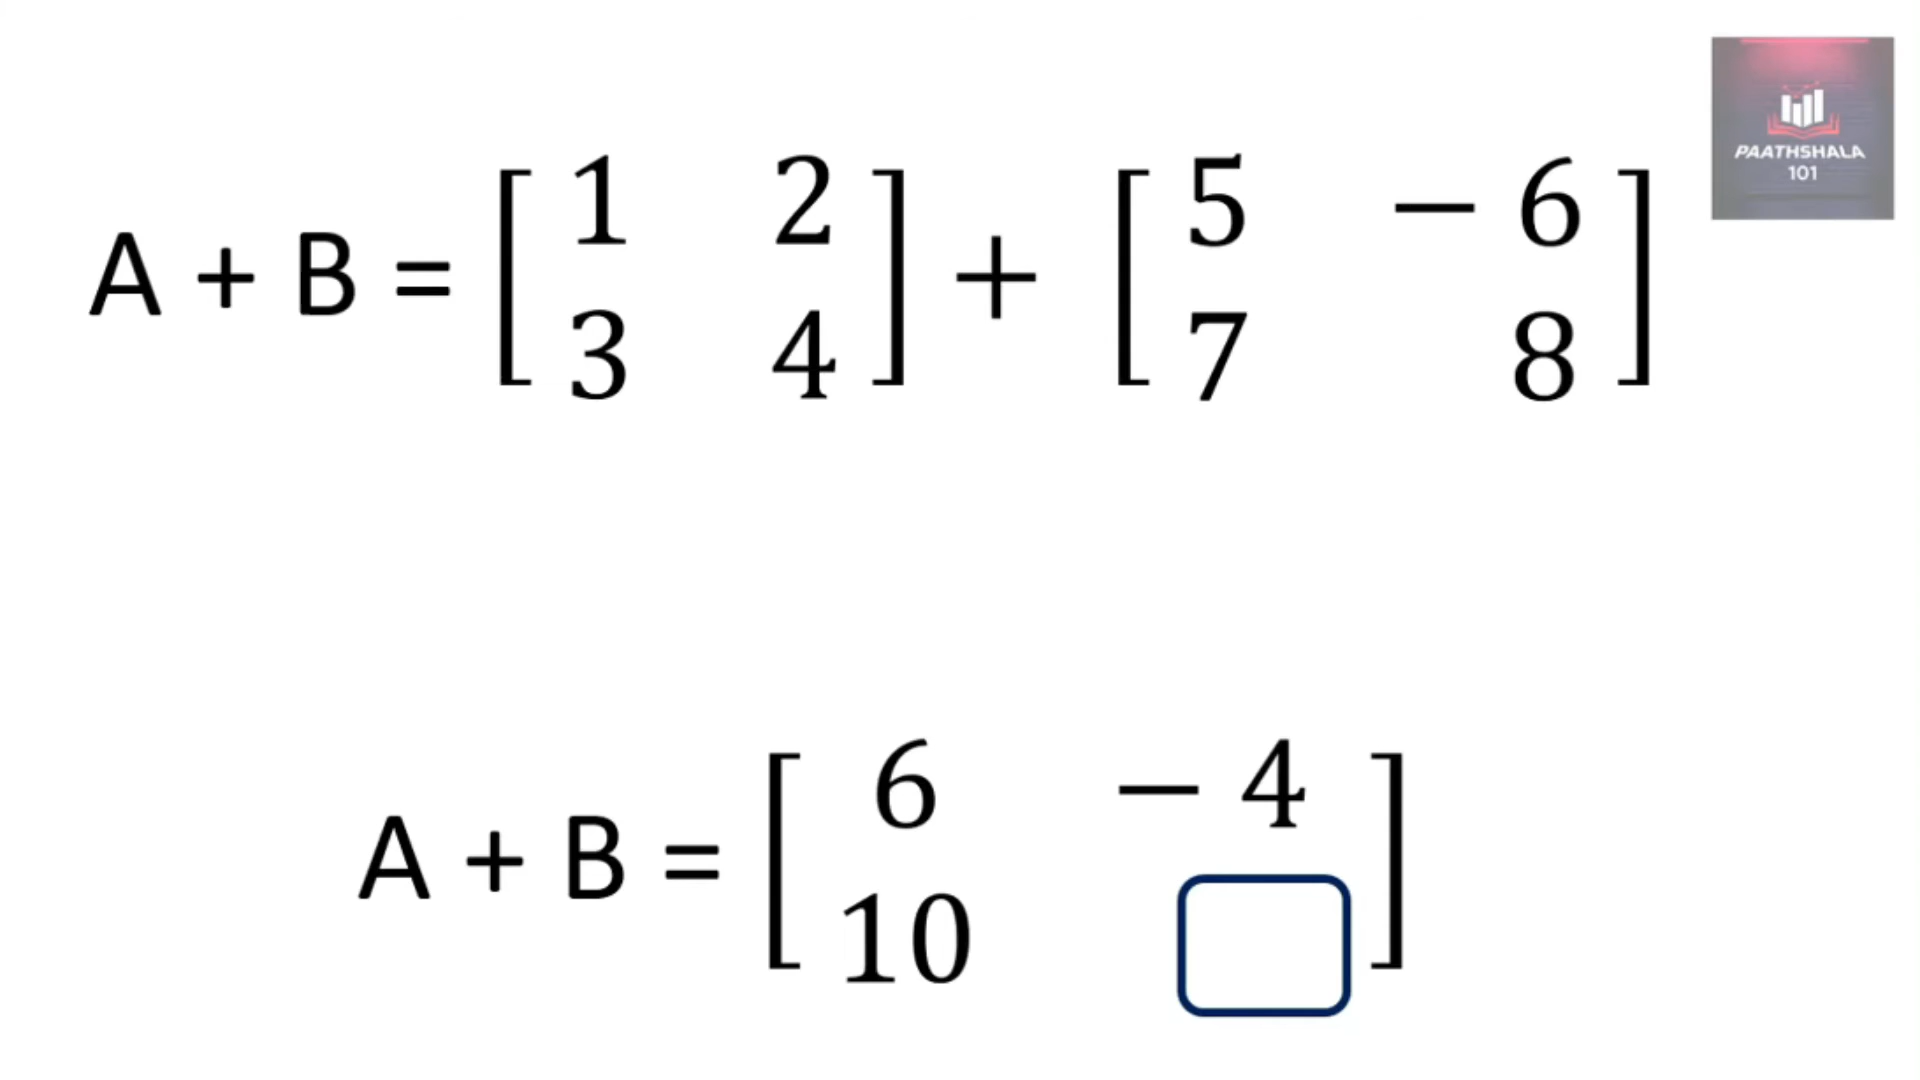 PAATHSHALA
101
A + B = [ 1 2 ] + [ 5 − 6 ]
[ 3 4 ] [ 7 8 ]
A + B = [ 6 − 4 ]
[ 10 ]